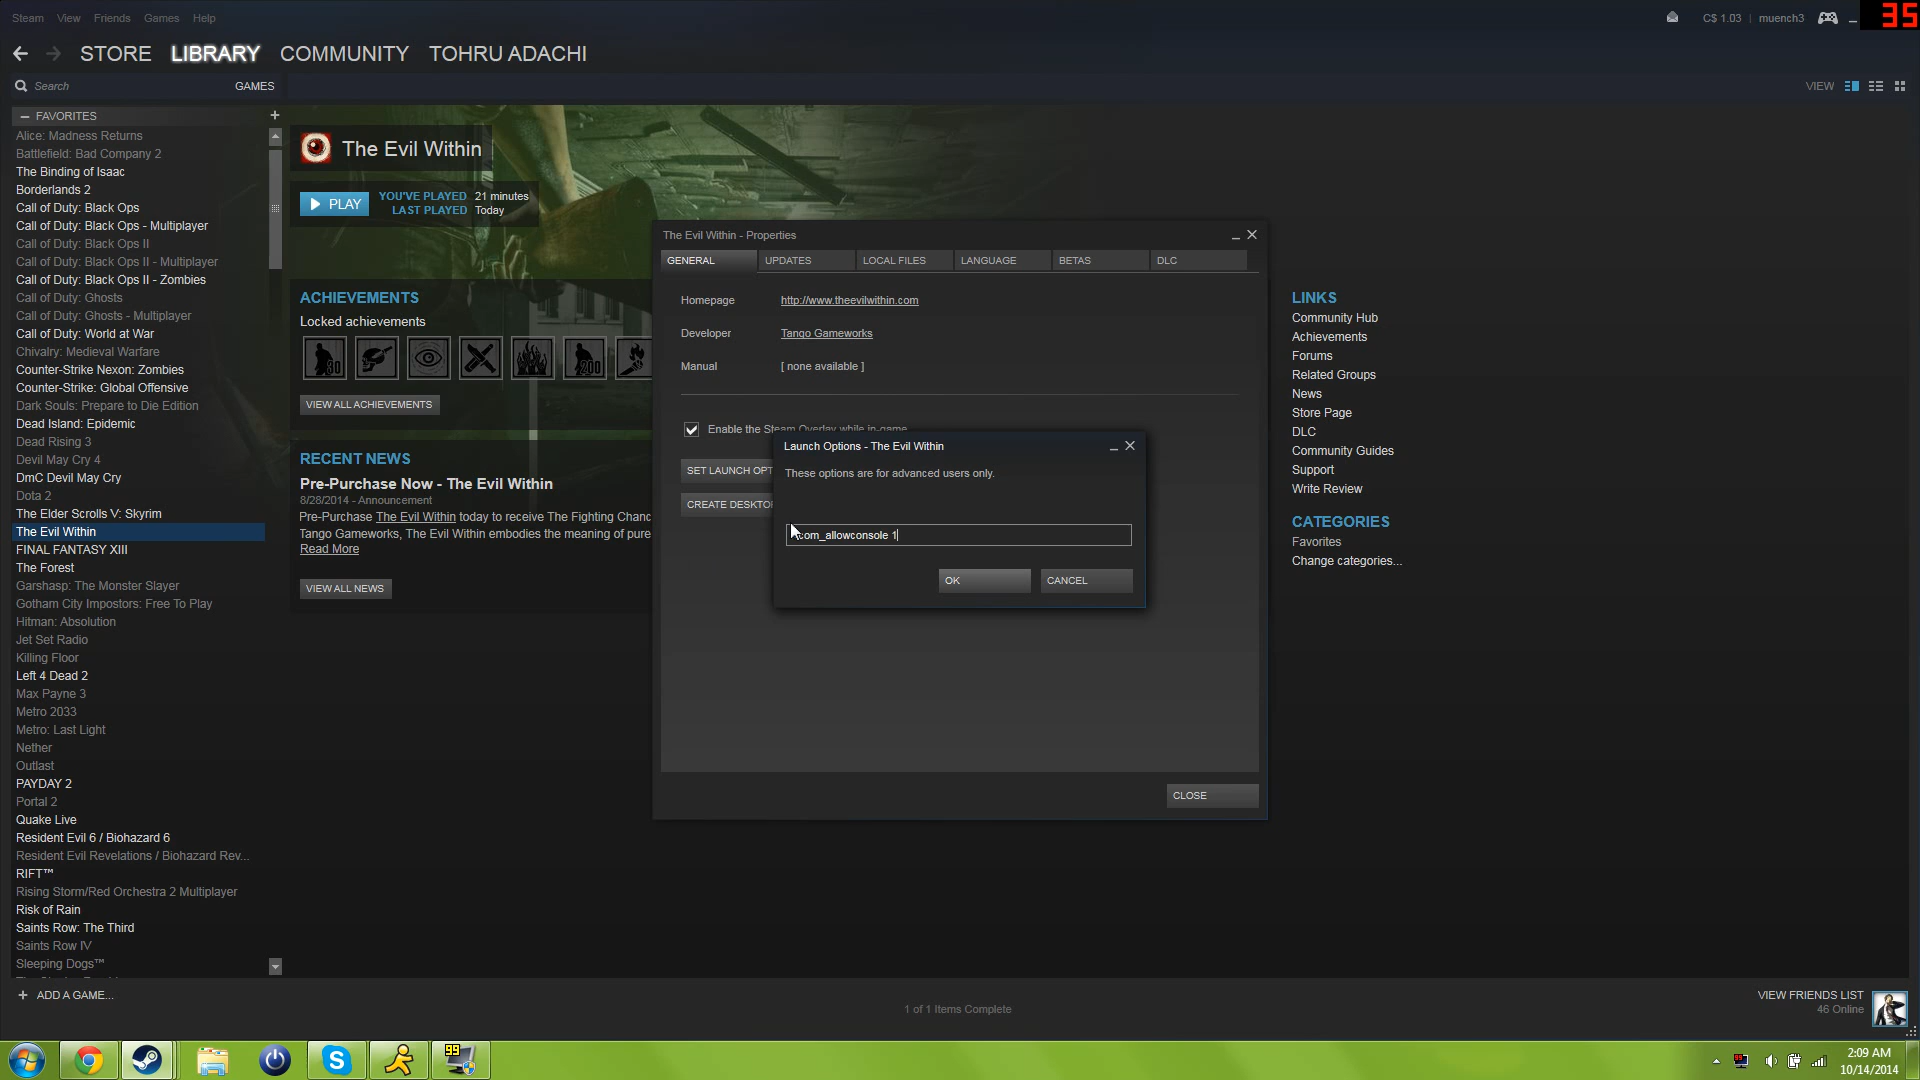 Steam View Friends Games Help
C$ 1.03 muench3
35
STORE LIBRARY COMMUNITY TOHRU ADACHI
Search
GAMES
VIEW
FAVORITES
Alice: Madness Returns
Battlefield: Bad Company 2
The Binding of Isaac
Borderlands 2
Call of Duty: Black Ops
Call of Duty: Black Ops - Multiplayer
Call of Duty: Black Ops II
Call of Duty: Black Ops II - Multiplayer
Call of Duty: Black Ops II - Zombies
Call of Duty: Ghosts
Call of Duty: Ghosts - Multiplayer
Call of Duty: World at War
Chivalry: Medieval Warfare
Counter-Strike Nexon: Zombies
Counter-Strike: Global Offensive
Dark Souls: Prepare to Die Edition
Dead Island: Epidemic
Dead Rising 3
Devil May Cry 4
DmC Devil May Cry
Dota 2
The Elder Scrolls V: Skyrim
The Evil Within
FINAL FANTASY XIII
The Forest
Garshasp: The Monster Slayer
Gotham City Impostors: Free To Play
Hitman: Absolution
Jet Set Radio
Killing Floor
Left 4 Dead 2
Max Payne 3
Metro 2033
Metro: Last Light
Nether
Outlast
PAYDAY 2
Portal 2
Quake Live
Resident Evil 6 / Biohazard 6
Resident Evil Revelations / Biohazard Rev...
RIFT™
Rising Storm/Red Orchestra 2 Multiplayer
Risk of Rain
Saints Row: The Third
Saints Row IV
Sleeping Dogs™
+ ADD A GAME...
The Evil Within
PLAY
YOU'VE PLAYED 21 minutes
LAST PLAYED Today
ACHIEVEMENTS
Locked achievements
30
200
VIEW ALL ACHIEVEMENTS
RECENT NEWS
Pre-Purchase Now - The Evil Within
8/28/2014 - Announcement
Pre-Purchase The Evil Within today to receive The Fighting Chanc
Tango Gameworks, The Evil Within embodies the meaning of pure
Read More
VIEW ALL NEWS
The Evil Within - Properties
GENERAL UPDATES LOCAL FILES LANGUAGE BETAS DLC
Homepage http://www.theevilwithin.com
Developer Tango Gameworks
Manual [ none available ]
Enable the Steam Overlay while in-game
SET LAUNCH OPT
CREATE DESKTO
Launch Options - The Evil Within
These options are for advanced users only.
com_allowconsole 1
OK
CANCEL
CLOSE
LINKS
Community Hub
Achievements
Forums
Related Groups
News
Store Page
DLC
Community Guides
Support
Write Review
CATEGORIES
Favorites
Change categories...
1 of 1 Items Complete
VIEW FRIENDS LIST
46 Online
99
2:09 AM
10/14/2014